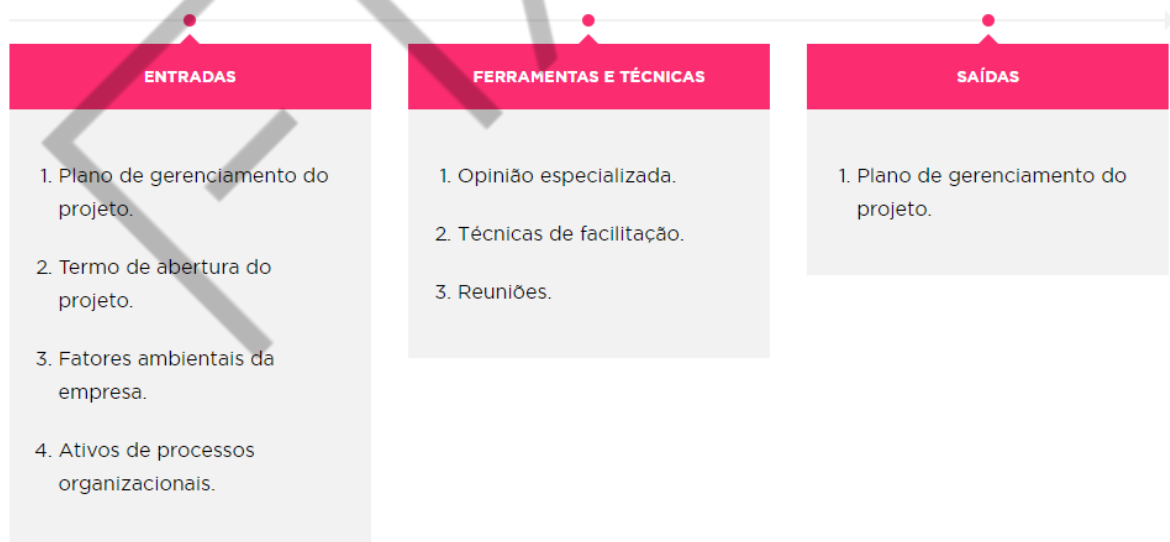 ENTRADAS
1. Plano de gerenciamento do
projeto.
2. Termo de abertura do
projeto.
3. Fatores ambientais da
empresa.
4. Ativos de processos
organizacionais.
FERRAMENTAS E TÉCNICAS
1. Opinião especializada.
2. Técnicas de facilitação.
3. Reuniões.
SAÍDAS
1. Plano de gerenciamento do
projeto.